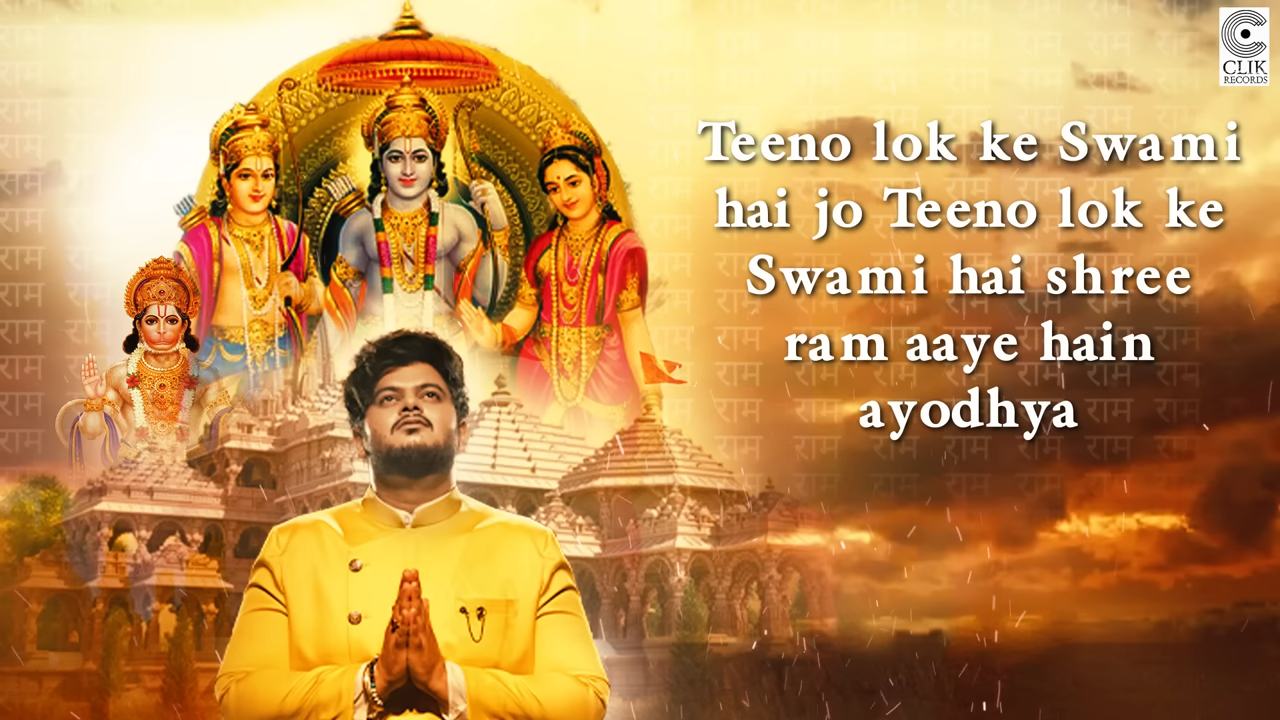 CLIK
RECORDS
Teeno lok ke Swami
hai jo Teeno lok ke
Swami hai shree
ram aaye hain
ayodhya
राम राम राम राम राम राम राम राम